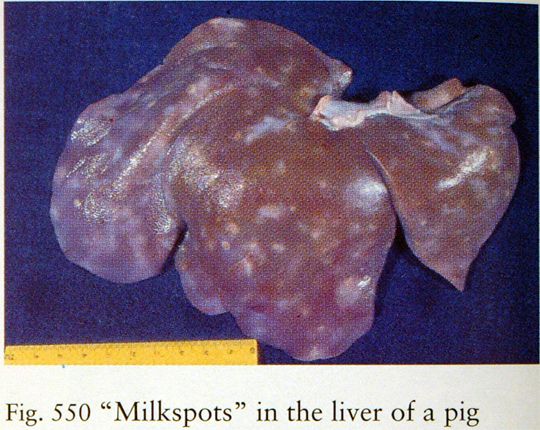 Fig. 550 “Milkspots” in the liver of a pig